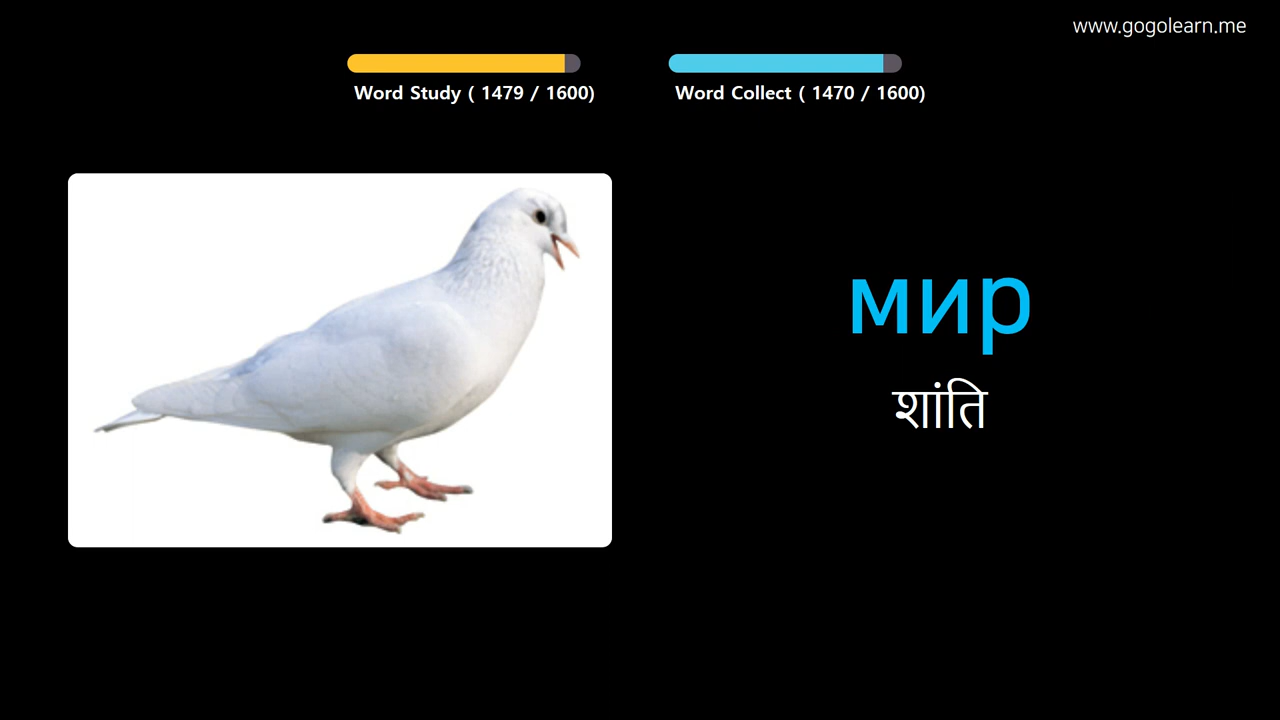 www.gogolearn.me
Word Study ( 1479 / 1600)
Word Collect ( 1470 / 1600)
мир
शांति